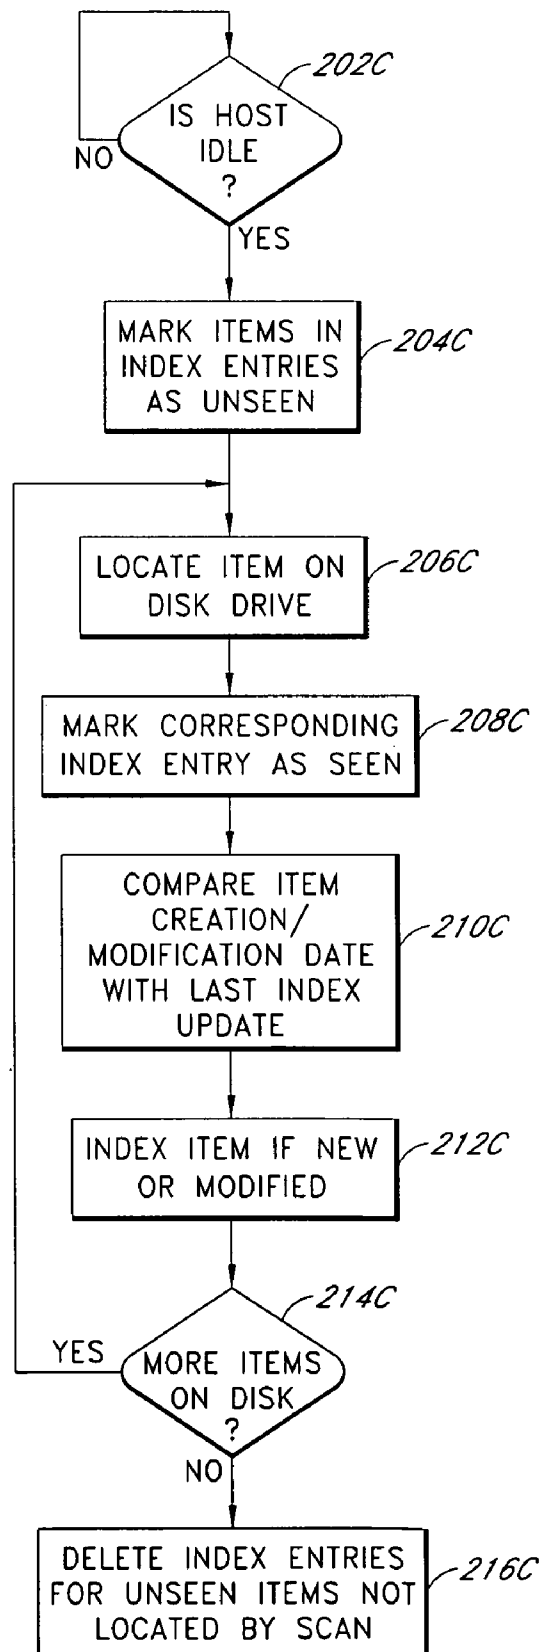 202C
IS HOST
IDLE
?
NO
YES
MARK ITEMS IN
INDEX ENTRIES
AS UNSEEN
204C
LOCATE ITEM ON
DISK DRIVE
206C
MARK CORRESPONDING
INDEX ENTRY AS SEEN
208C
COMPARE ITEM
CREATION/
MODIFICATION DATE
WITH LAST INDEX
UPDATE
210C
INDEX ITEM IF NEW
OR MODIFIED
212C
214C
YES
MORE ITEMS
ON DISK
?
NO
DELETE INDEX ENTRIES
FOR UNSEEN ITEMS NOT
LOCATED BY SCAN
216C